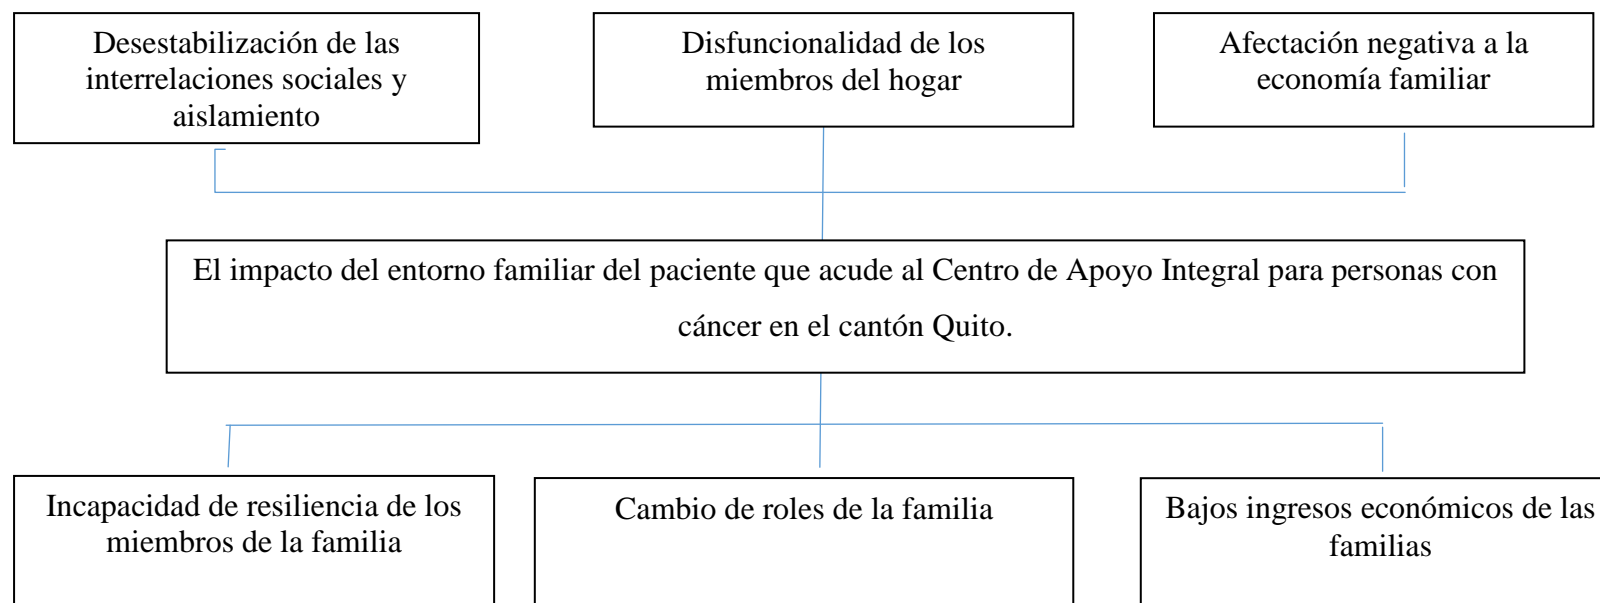 Desestabilización de las
interrelaciones sociales y
aislamiento
Disfuncionalidad de los
miembros del hogar
Afectación negativa a la
economía familiar
El impacto del entorno familiar del paciente que acude al Centro de Apoyo Integral para personas con
cáncer en el cantón Quito.
Incapacidad de resiliencia de los
miembros de la familia
Cambio de roles de la familia
Bajos ingresos económicos de las
familias